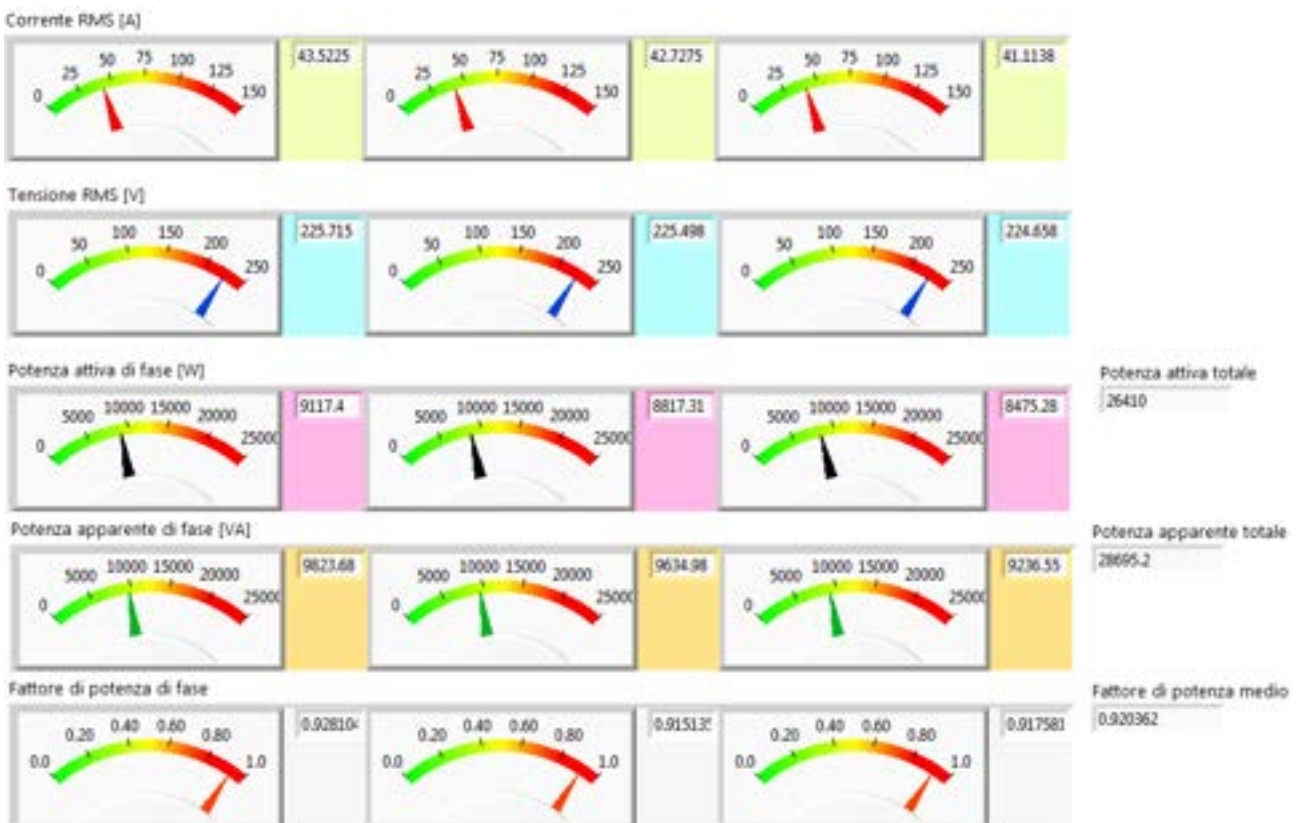 Corrente RMS [A]
0 25 50 75 100 125 150 43.5225 0 25 50 75 100 125 150 42.7275 0 25 50 75 100 125 150 41.1138
Tensione RMS [V]
0 50 100 150 200 250 225.715 0 50 100 150 200 250 225.498 0 50 100 150 200 250 224.658
Potenza attiva di fase [W]
0 5000 10000 15000 20000 25000 9117.4 0 5000 10000 15000 20000 25000 8817.31 0 5000 10000 15000 20000 25000 8475.28
Potenza attiva totale
26410
Potenza apparente di fase [VA]
0 5000 10000 15000 20000 25000 9823.68 0 5000 10000 15000 20000 25000 9634.98 0 5000 10000 15000 20000 25000 9236.55
Potenza apparente totale
28695.2
Fattore di potenza di fase
0.0 0.20 0.40 0.60 0.80 1.0 0.928104 0.0 0.20 0.40 0.60 0.80 1.0 0.915135 0.0 0.20 0.40 0.60 0.80 1.0 0.917581
Fattore di potenza medio
0.920362